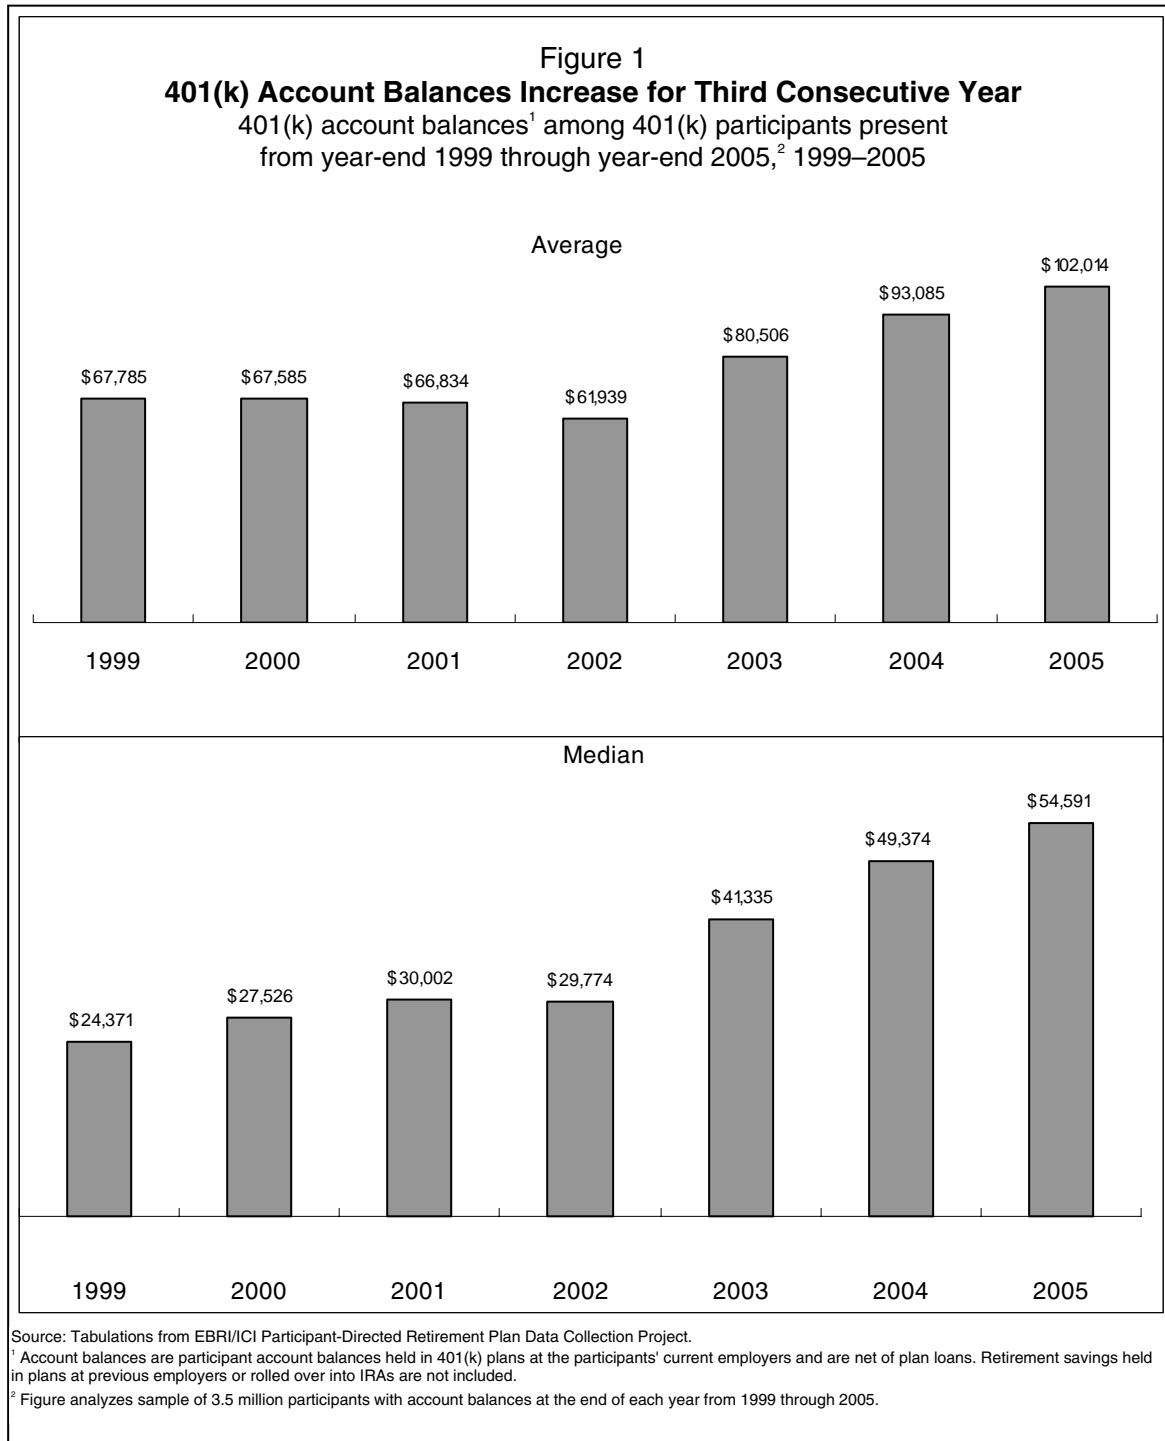 Figure 1
401(k) Account Balances Increase for Third Consecutive Year
401(k) account balances¹ among 401(k) participants present
from year-end 1999 through year-end 2005,² 1999–2005
Average
$67,785 $67,585 $66,834 $61,939 $80,506 $93,085 $102,014
1999 2000 2001 2002 2003 2004 2005
Median
$24,371 $27,526 $30,002 $29,774 $41,335 $49,374 $54,591
1999 2000 2001 2002 2003 2004 2005
Source: Tabulations from EBRI/ICI Participant-Directed Retirement Plan Data Collection Project.
¹ Account balances are participant account balances held in 401(k) plans at the participants' current employers and are net of plan loans. Retirement savings held
in plans at previous employers or rolled over into IRAs are not included.
² Figure analyzes sample of 3.5 million participants with account balances at the end of each year from 1999 through 2005.